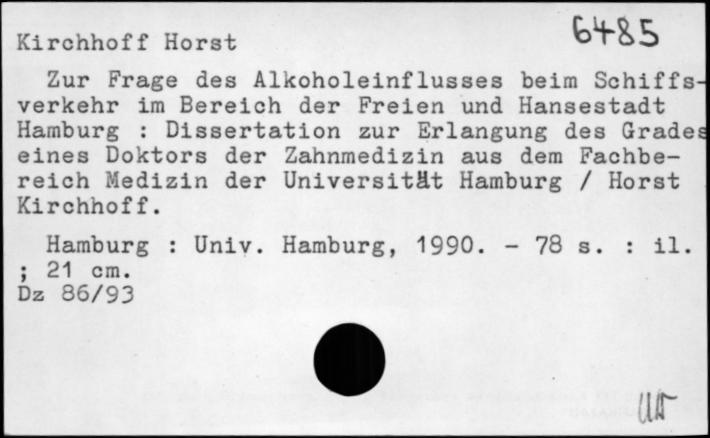 6485
Kirchhoff Horst
Zur Frage des Alkoholeinflusses beim Schiffs-
verkehr im Bereich der Freien und Hansestadt
Hamburg : Dissertation zur Erlangung des Grades
eines Doktors der Zahnmedizin aus dem Fachbe-
reich Medizin der Universität Hamburg / Horst
Kirchhoff.
Hamburg : Univ. Hamburg, 1990. - 78 s. : il.
; 21 cm.
Dz 86/93